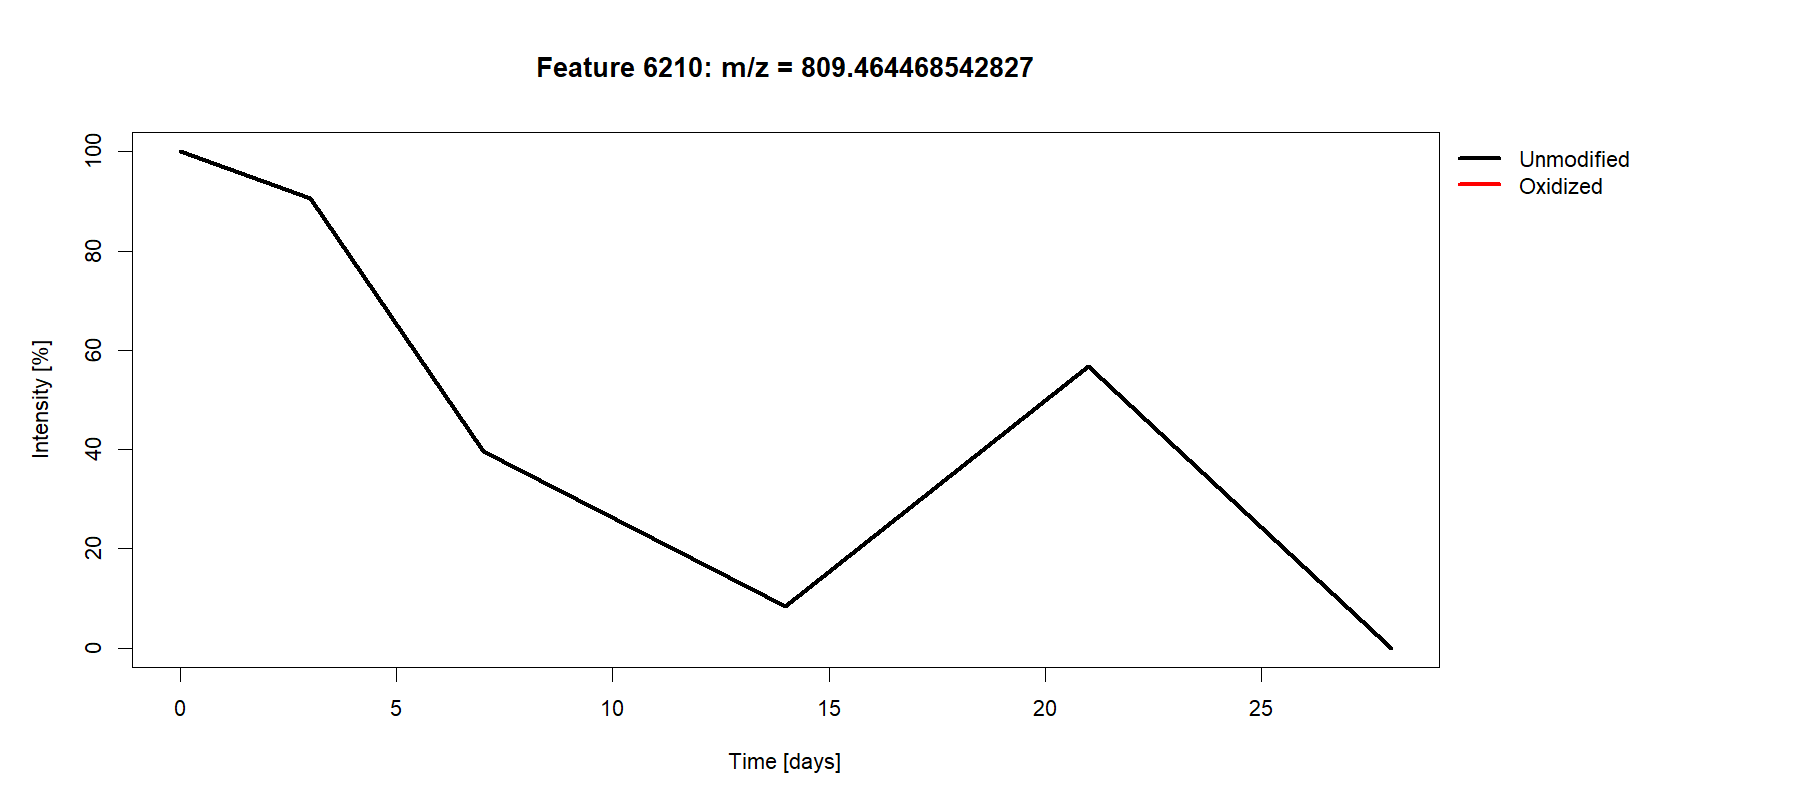 Feature 6210: m/z = 809.464468542827
Unmodified
Oxidized
Intensity [%]
100
80
60
40
20
0
0 5 10 15 20 25
Time [days]